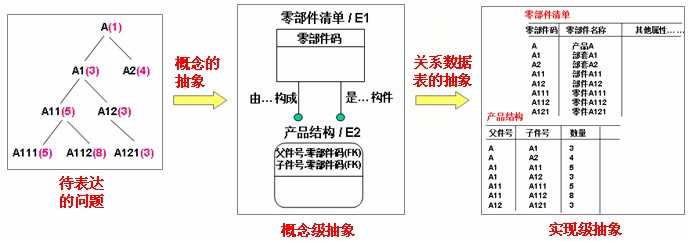 A(1)
A1(3) A2(4)
A11(5) A12(3)
A111(5) A112(8) A121(3)
待表达
的问题
概念的
抽象
零部件清单 / E1
零部件码
由…构成 是…构件
产品结构 / E2
父件号.零部件码(FK)
子件号.零部件码(FK)
概念级抽象
关系数据
表的抽象
零部件清单
零部件码 零部件名称 其他属性……
A 产品A
A1 部套A1
A2 部套A2
A11 部件A11
A12 部件A12
A111 零件A111
A112 零件A112
A121 零件A121
产品结构
父件号 子件号 数量
A A1 3
A A2 4
A1 A11 5
A1 A12 3
A11 A111 5
A11 A112 8
A12 A121 3
实现级抽象